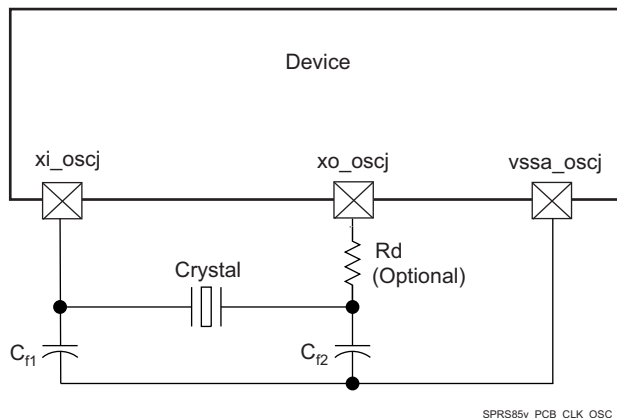 Device
xi_oscj
xo_oscj
vssa_oscj
Rd
(Optional)
Crystal
Cf1
Cf2
SPRS85v_PCB_CLK_OSC